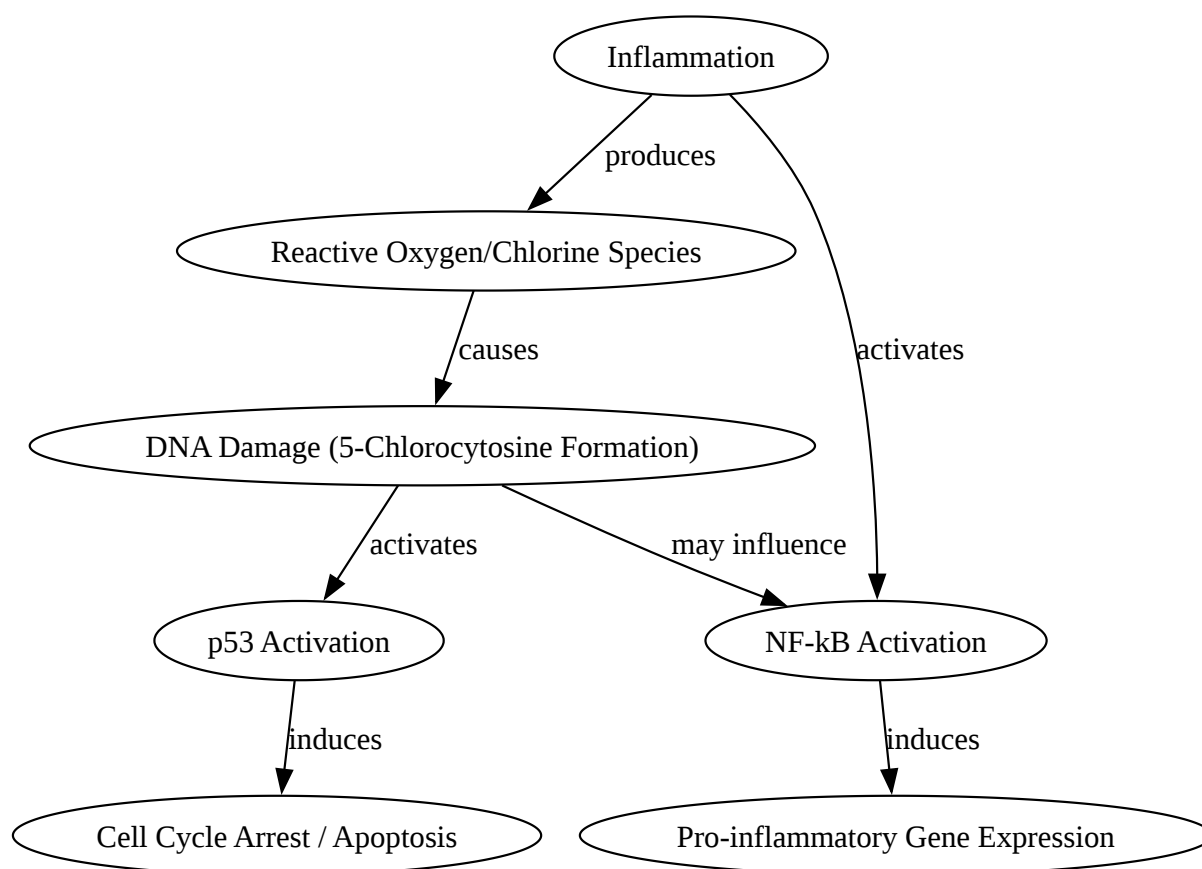 Inflammation
produces
Reactive Oxygen/Chlorine Species
causes
activates
DNA Damage (5-Chlorocytosine Formation)
activates
may influence
p53 Activation
NF-kB Activation
induces
induces
Cell Cycle Arrest / Apoptosis
Pro-inflammatory Gene Expression